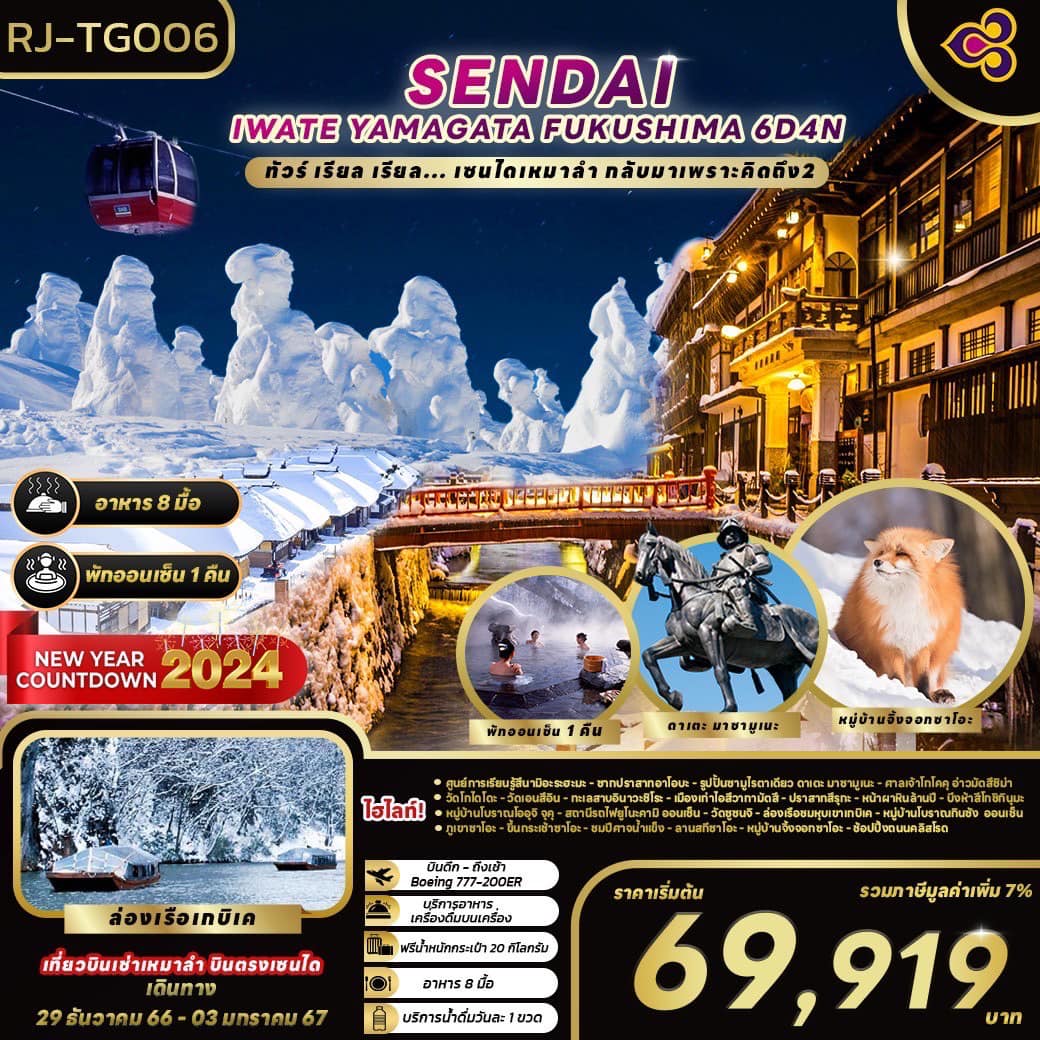 RJ-TG006
SENDAI
IWATE YAMAGATA FUKUSHIMA 6D4N
ทัวร์ เรียล เรียล... เซนไดเหมาลำ กลับมาเพราะคิดถึง2
อาหาร 8 มื้อ
พักออนเซ็น 1 คืน
NEW YEAR
COUNTDOWN 2024
พักออนเซ็น 1 คืน
ดาเตะ มาซามูเนะ
หมู่บ้านจิ้งจอกซาโอะ
ล่องเรือเกบิเค
เที่ยวบินเช่าเหมาลำ บินตรงเซนได
เดินทาง
29 ธันวาคม 66 - 03 มกราคม 67
ไฮไลท์!
• ศูนย์การเรียนรู้สึนามิอะระฮะมะ - ซากปราสาทอาโอบะ - รูปปั้นซามูไรตาเดียว ดาเตะ มาซามูเนะ - ศาลเจ้าโกโคคุ อ่าวมัตสึชิม่า
• วัดโกไดโดะ - วัดเอนสึอิน - ทะเลสาบอินาวะชิโระ - เมืองเก่าไอสึวากามัตสึ - ปราสาทสึรุกะ - หน้าผาหินล้านปี - บึงห้าสีโกชิกินุมะ
• หมู่บ้านโบราณโออุจิ จูคุ - สถานีรถไฟยูโนะคามิ ออนเซ็น - วัดชูซนจิ - ล่องเรือชมหุบเขาเกบิเค - หมู่บ้านโบราณกินซัง ออนเซ็น
• ภูเขาซาโอะ - ขึ้นกระเช้าซาโอะ - ชมปีศาจน้ำแข็ง - ลานสกีซาโอะ - หมู่บ้านจิ้งจอกซาโอะ - ช้อปปิ้งถนนคลิสโรด
บินดึก - ถึงเช้า
Boeing 777-200ER
บริการอาหาร
เครื่องดื่มบนเครื่อง
ฟรีน้ำหนักกระเป๋า 20 กิโลกรัม
อาหาร 8 มื้อ
บริการน้ำดื่มวันละ 1 ขวด
ราคาเริ่มต้น
รวมภาษีมูลค่าเพิ่ม 7%
69,919
บาท